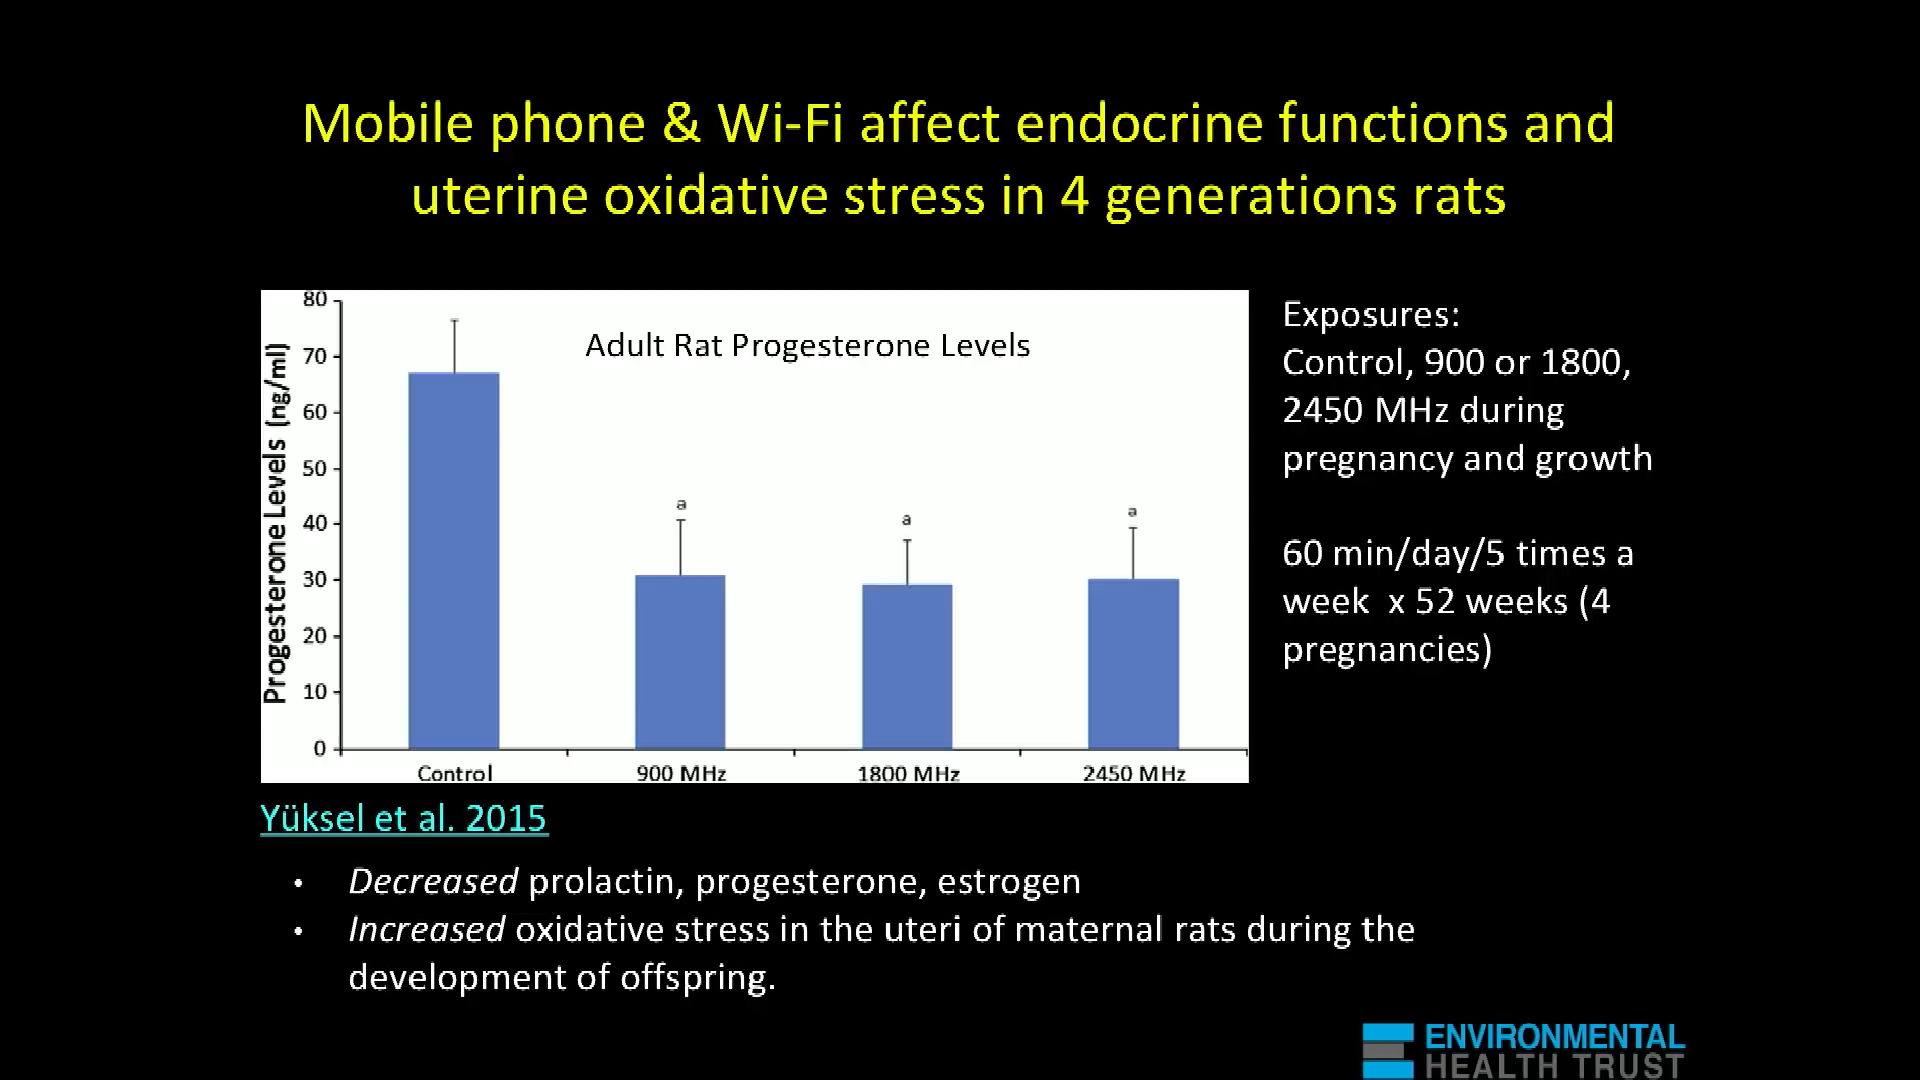 Mobile phone & Wi-Fi affect endocrine functions and
uterine oxidative stress in 4 generations rats
Adult Rat Progesterone Levels
Progesterone Levels (ng/ml)
80
70
60
50
40
30
20
10
0
a
a
a
Control
900 MHz
1800 MHz
2450 MHz
Exposures:
Control, 900 or 1800,
2450 MHz during
pregnancy and growth
60 min/day/5 times a
week x 52 weeks (4
pregnancies)
Yüksel et al. 2015
• Decreased prolactin, progesterone, estrogen
• Increased oxidative stress in the uteri of maternal rats during the
development of offspring.
ENVIRONMENTAL
HEALTH TRUST